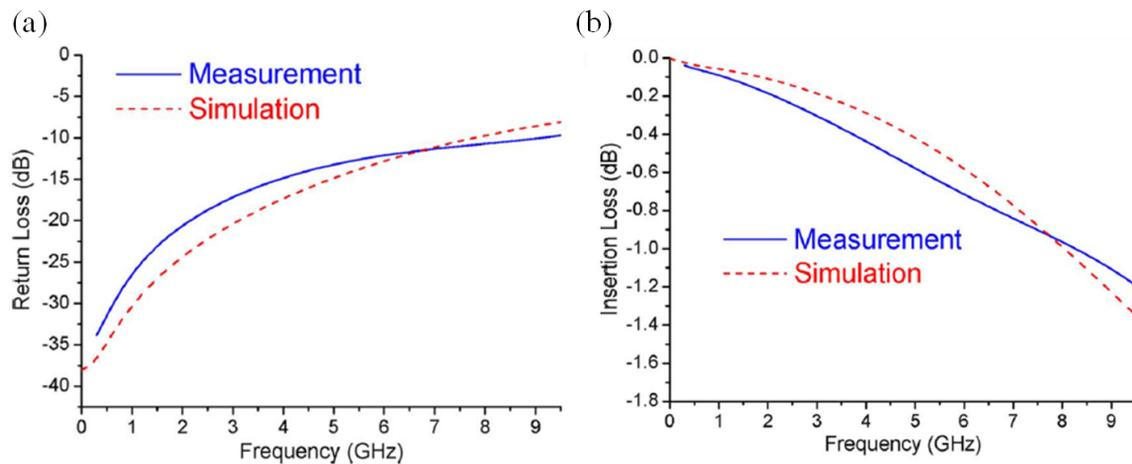 (a)
0
-5
-10
-15
-20
-25
-30
-35
-40
Return Loss (dB)
Measurement
Simulation
0 1 2 3 4 5 6 7 8 9
Frequency (GHz)
(b)
0.0
-0.2
-0.4
-0.6
-0.8
-1.0
-1.2
-1.4
-1.6
-1.8
Insertion Loss (dB)
Measurement
Simulation
0 1 2 3 4 5 6 7 8 9
Frequency (GHz)